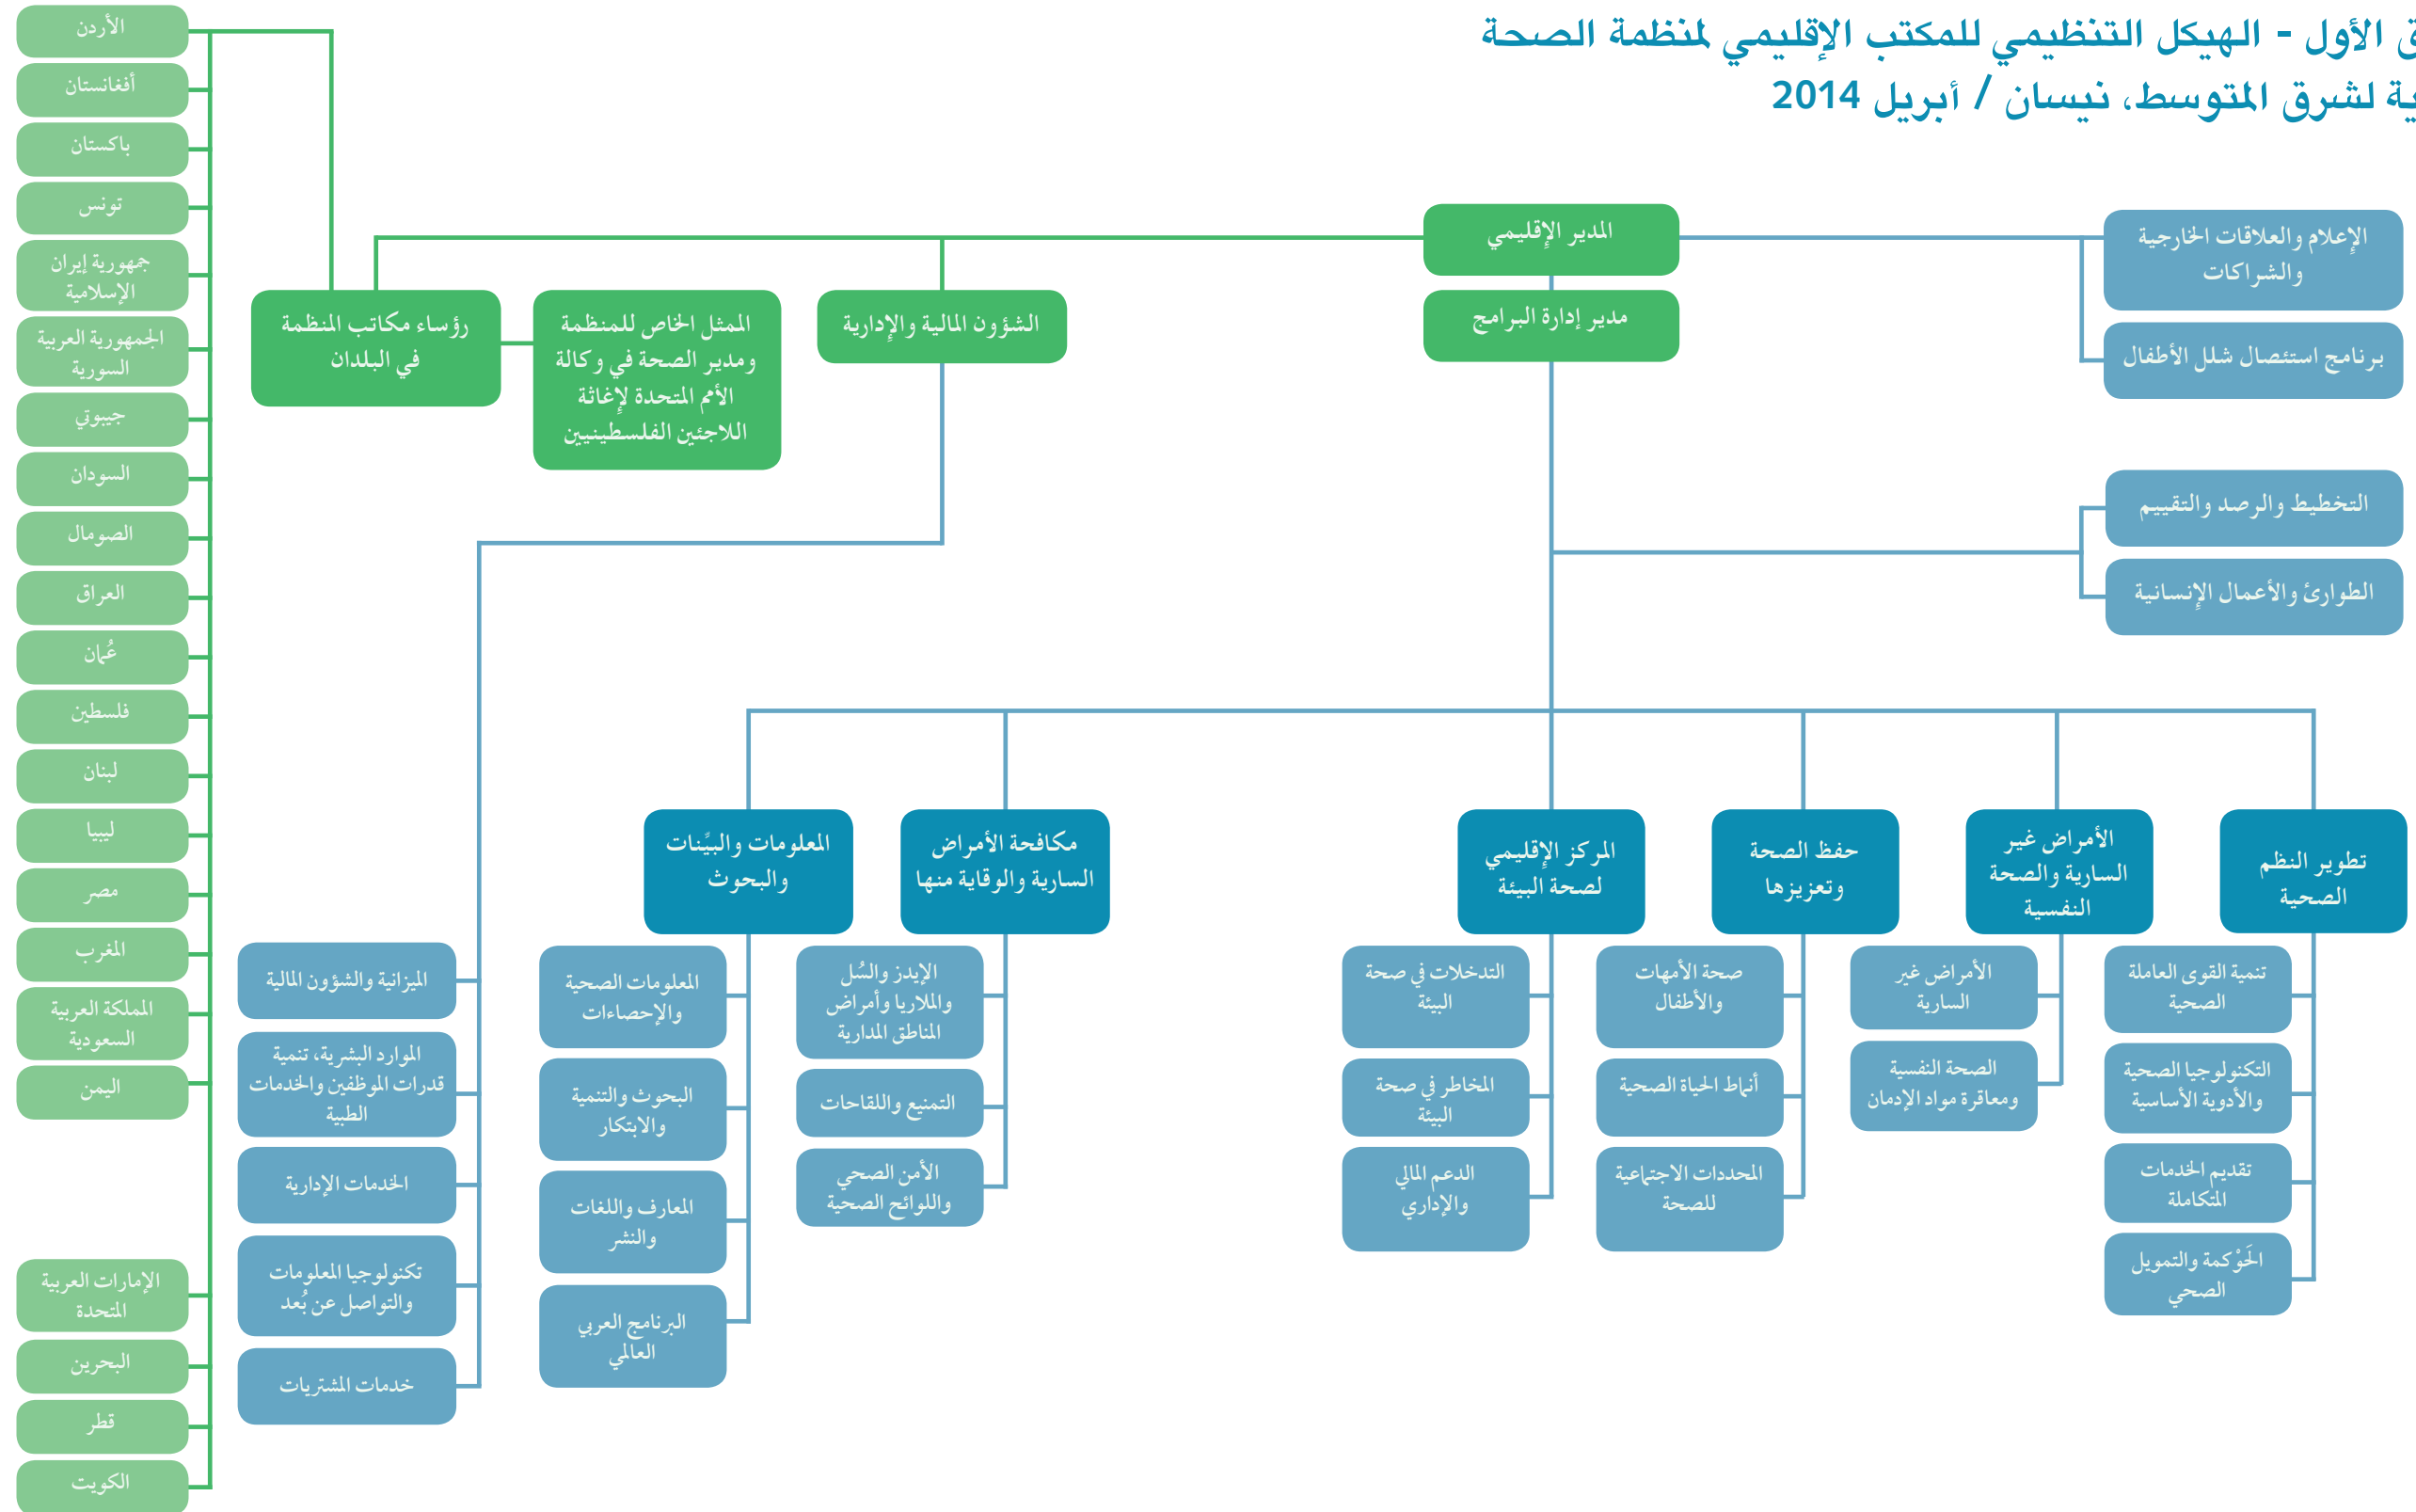 الأول - الهيكل التنظيمي للمكتب الإقليمي لمنظمة الصحة
لشرق المتوسط، نيسان / أبريل 2014
المدير الإقليمي
مدير إدارة البرامج
الإعلام والعلاقات الخارجية
والشراكات
برنامج استئصال شلل الأطفال
التخطيط والرصد والتقييم
الطوارئ والأعمال الإنسانية
الشؤون المالية والإدارية
الممثل الخاص للمنظمة
ومدير الصحة في وكالة
الأمم المتحدة لإغاثة
اللاجئين الفلسطينيين
رؤساء مكاتب المنظمة
في البلدان
تطوير النظم
الصحية
تنمية القوى العاملة
الصحية
التكنولوجيا الصحية
والأدوية الأساسية
تقديم الخدمات
المتكاملة
الحَوْكمة والتمويل
الصحي
الأمراض غير
السارية والصحة
النفسية
الأمراض غير
السارية
الصحة النفسية
ومعاقرة مواد الإدمان
حفظ الصحة
وتعزيزها
صحة الأمهات
والأطفال
أنماط الحياة الصحية
المحددات الاجتماعية
للصحة
المركز الإقليمي
لصحة البيئة
التدخلات في صحة
البيئة
المخاطر في صحة
البيئة
الدعم المالي
والإداري
مكافحة الأمراض
السارية والوقاية منها
الإيدز والسُل
والملاريا وأمراض
المناطق المدارية
التمنيع واللقاحات
الأمن الصحي
واللوائح الصحية
المعلومات والبيِّنات
والبحوث
المعلومات الصحية
والإحصاءات
البحوث والتنمية
والابتكار
المعارف واللغات
والنشر
البرنامج العربي
العالمي
الميزانية والشؤون المالية
الموارد البشرية، تنمية
قدرات الموظفين والخدمات
الطبية
الخدمات الإدارية
تكنولوجيا المعلومات
والتواصل عن بُعد
خدمات المشتريات
الأردن
أفغانستان
باكستان
تونس
جمهورية إيران
الإسلامية
الجمهورية العربية
السورية
جيبوتي
السودان
الصومال
العراق
عُمان
فلسطين
لبنان
ليبيا
مصر
المغرب
المملكة العربية
السعودية
اليمن
الإمارات العربية
المتحدة
البحرين
قطر
الكويت